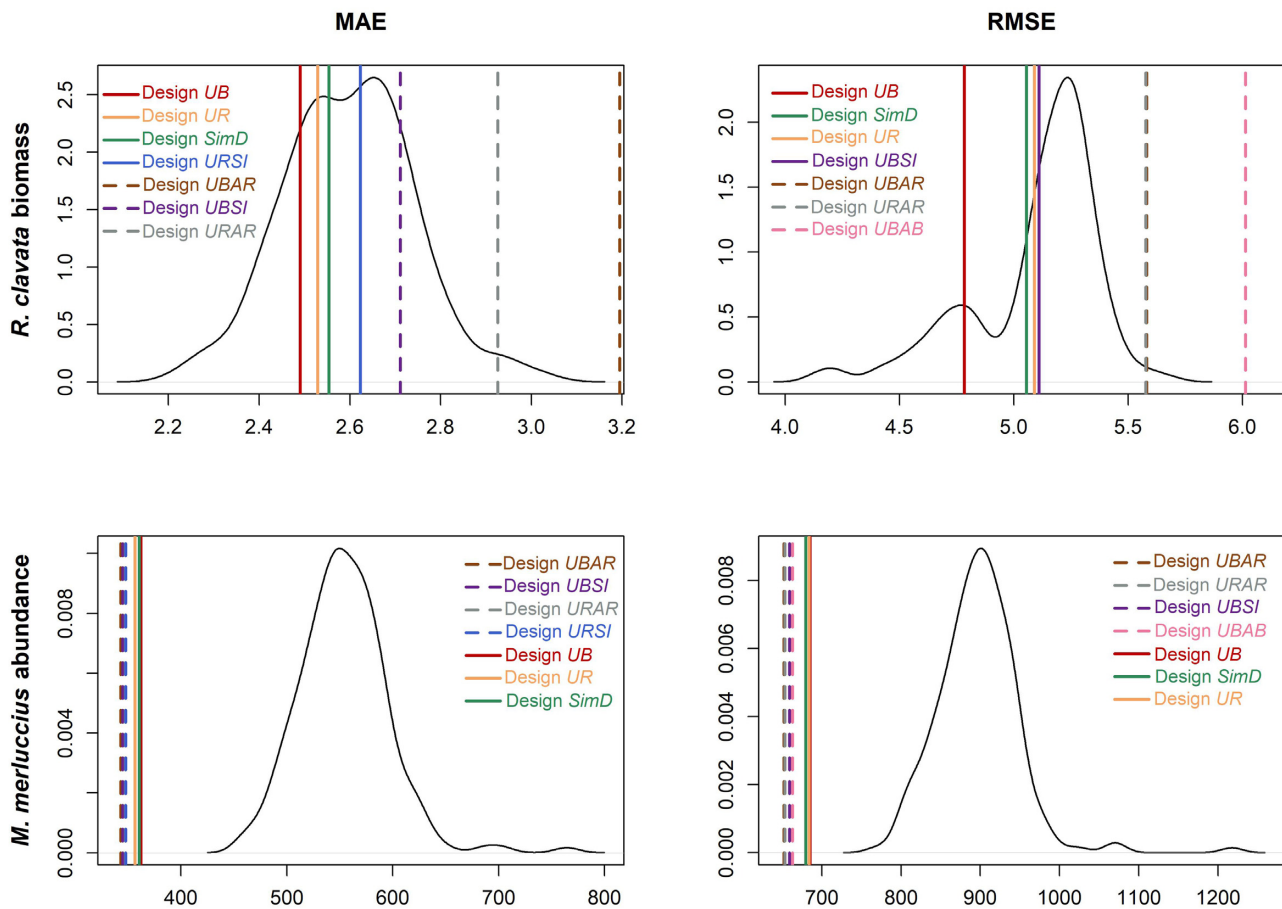 MAE
RMSE
R. clavata biomass
0.0 0.5 1.0 1.5 2.0 2.5
Design UB
Design UR
Design SimD
Design URSI
Design UBAR
Design UBSI
Design URAR
2.2 2.4 2.6 2.8 3.0 3.2
0.0 0.5 1.0 1.5 2.0
Design UB
Design SimD
Design UR
Design UBSI
Design UBAR
Design URAR
Design UBAB
4.0 4.5 5.0 5.5 6.0
M. merluccius abundance
0.000 0.004 0.008
Design UBAR
Design UBSI
Design URAR
Design URSI
Design UB
Design UR
Design SimD
400 500 600 700 800
0.000 0.002 0.004 0.006 0.008
Design UBAR
Design URAR
Design UBSI
Design UBAB
Design UB
Design SimD
Design UR
700 800 900 1000 1100 1200